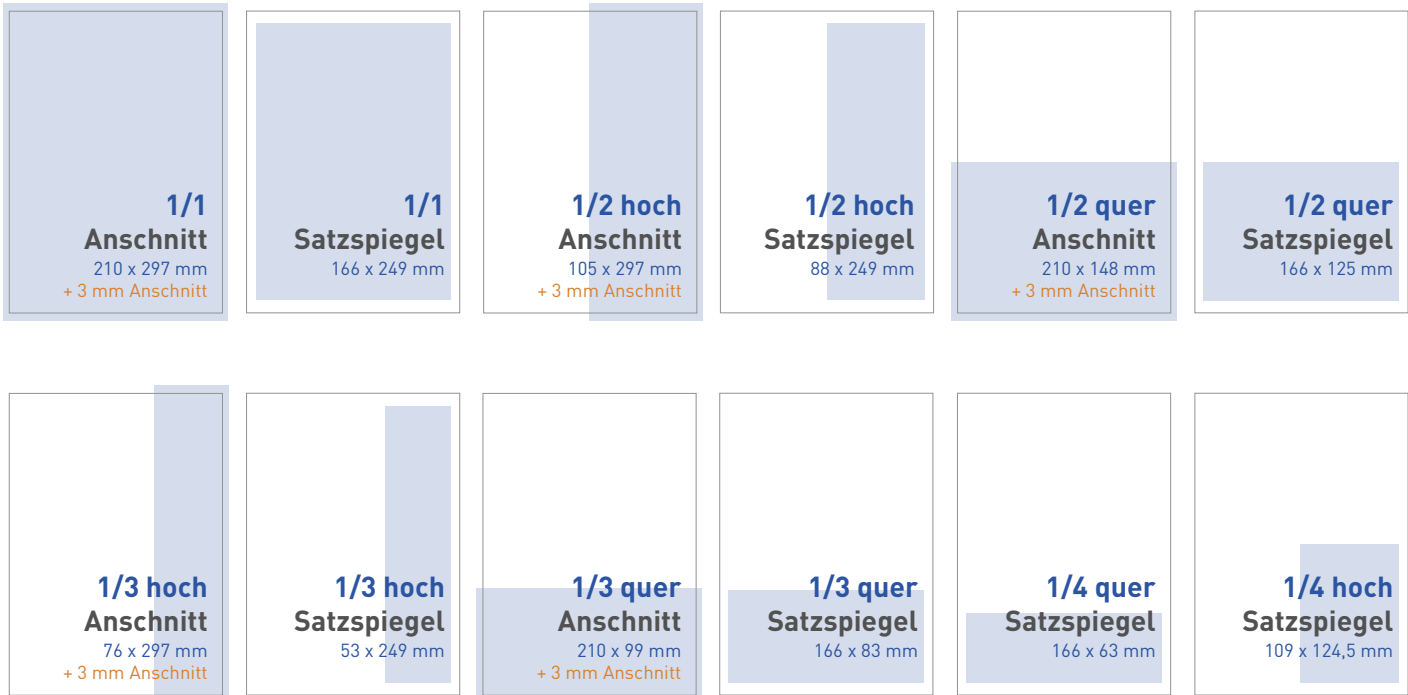 1/1
Anschnitt
210 x 297 mm
+ 3 mm Anschnitt
1/1
Satzspiegel
166 x 249 mm
1/2 hoch
Anschnitt
105 x 297 mm
+ 3 mm Anschnitt
1/2 hoch
Satzspiegel
88 x 249 mm
1/2 quer
Anschnitt
210 x 148 mm
+ 3 mm Anschnitt
1/2 quer
Satzspiegel
166 x 125 mm
1/3 hoch
Anschnitt
76 x 297 mm
+ 3 mm Anschnitt
1/3 hoch
Satzspiegel
53 x 249 mm
1/3 quer
Anschnitt
210 x 99 mm
+ 3 mm Anschnitt
1/3 quer
Satzspiegel
166 x 83 mm
1/4 quer
Satzspiegel
166 x 63 mm
1/4 hoch
Satzspiegel
109 x 124,5 mm